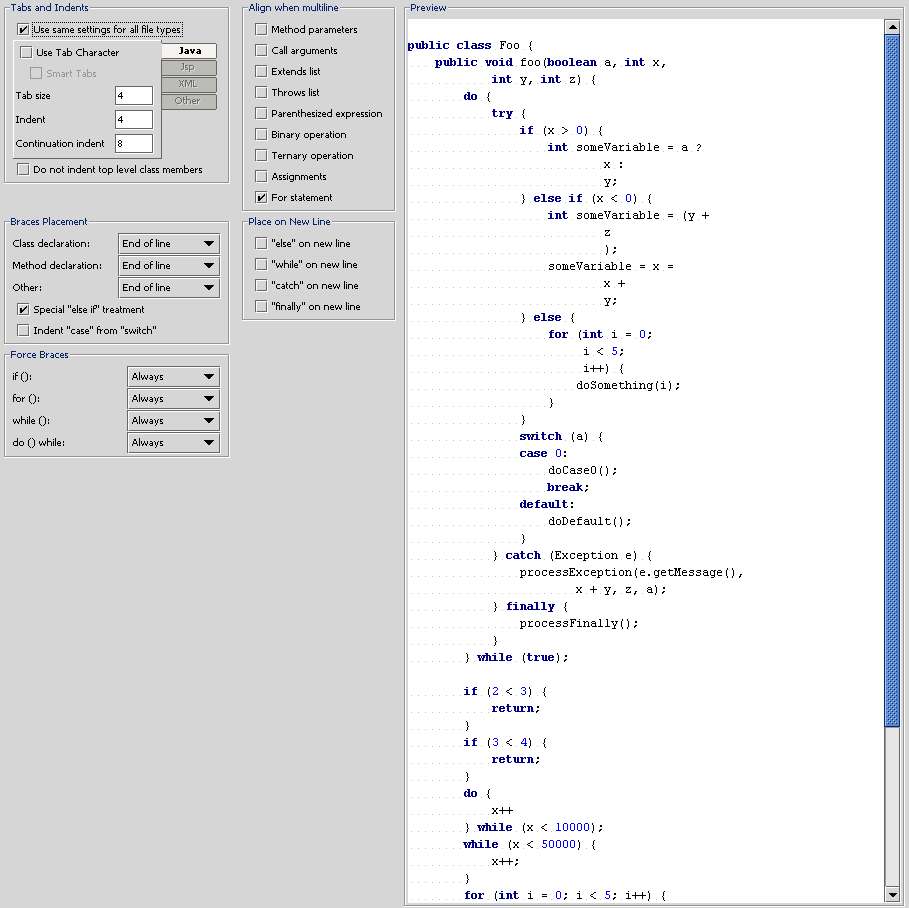 Tabs and Indents
Use same settings for all file types
Use Tab Character
Smart Tabs
Tab size 4
Indent 4
Continuation indent 8
Java
Jsp
XML
Other
Do not indent top level class members
Braces Placement
Class declaration: End of line
Method declaration: End of line
Other: End of line
Special "else if" treatment
Indent "case" from "switch"
Force Braces
if (): Always
for (): Always
while (): Always
do () while: Always
Align when multiline
Method parameters
Call arguments
Extends list
Throws list
Parenthesized expression
Binary operation
Ternary operation
Assignments
For statement
Place on New Line
"else" on new line
"while" on new line
"catch" on new line
"finally" on new line
Preview
public class Foo {
    public void foo(boolean a, int x,
            int y, int z) {
        do {
            try {
                if (x > 0) {
                    int someVariable = a ?
                            x :
                            y;
                } else if (x < 0) {
                    int someVariable = (y +
                            z
                            );
                    someVariable = x =
                            x +
                            y;
                } else {
                    for (int i = 0;
                         i < 5;
                         i++) {
                        doSomething(i);
                    }
                }
                switch (a) {
                case 0:
                    doCase0();
                    break;
                default:
                    doDefault();
                }
            } catch (Exception e) {
                processException(e.getMessage(),
                        x + y, z, a);
            } finally {
                processFinally();
            }
        } while (true);
        if (2 < 3) {
            return;
        }
        if (3 < 4) {
            return;
        }
        do {
            x++
        } while (x < 10000);
        while (x < 50000) {
            x++;
        }
        for (int i = 0; i < 5; i++) {